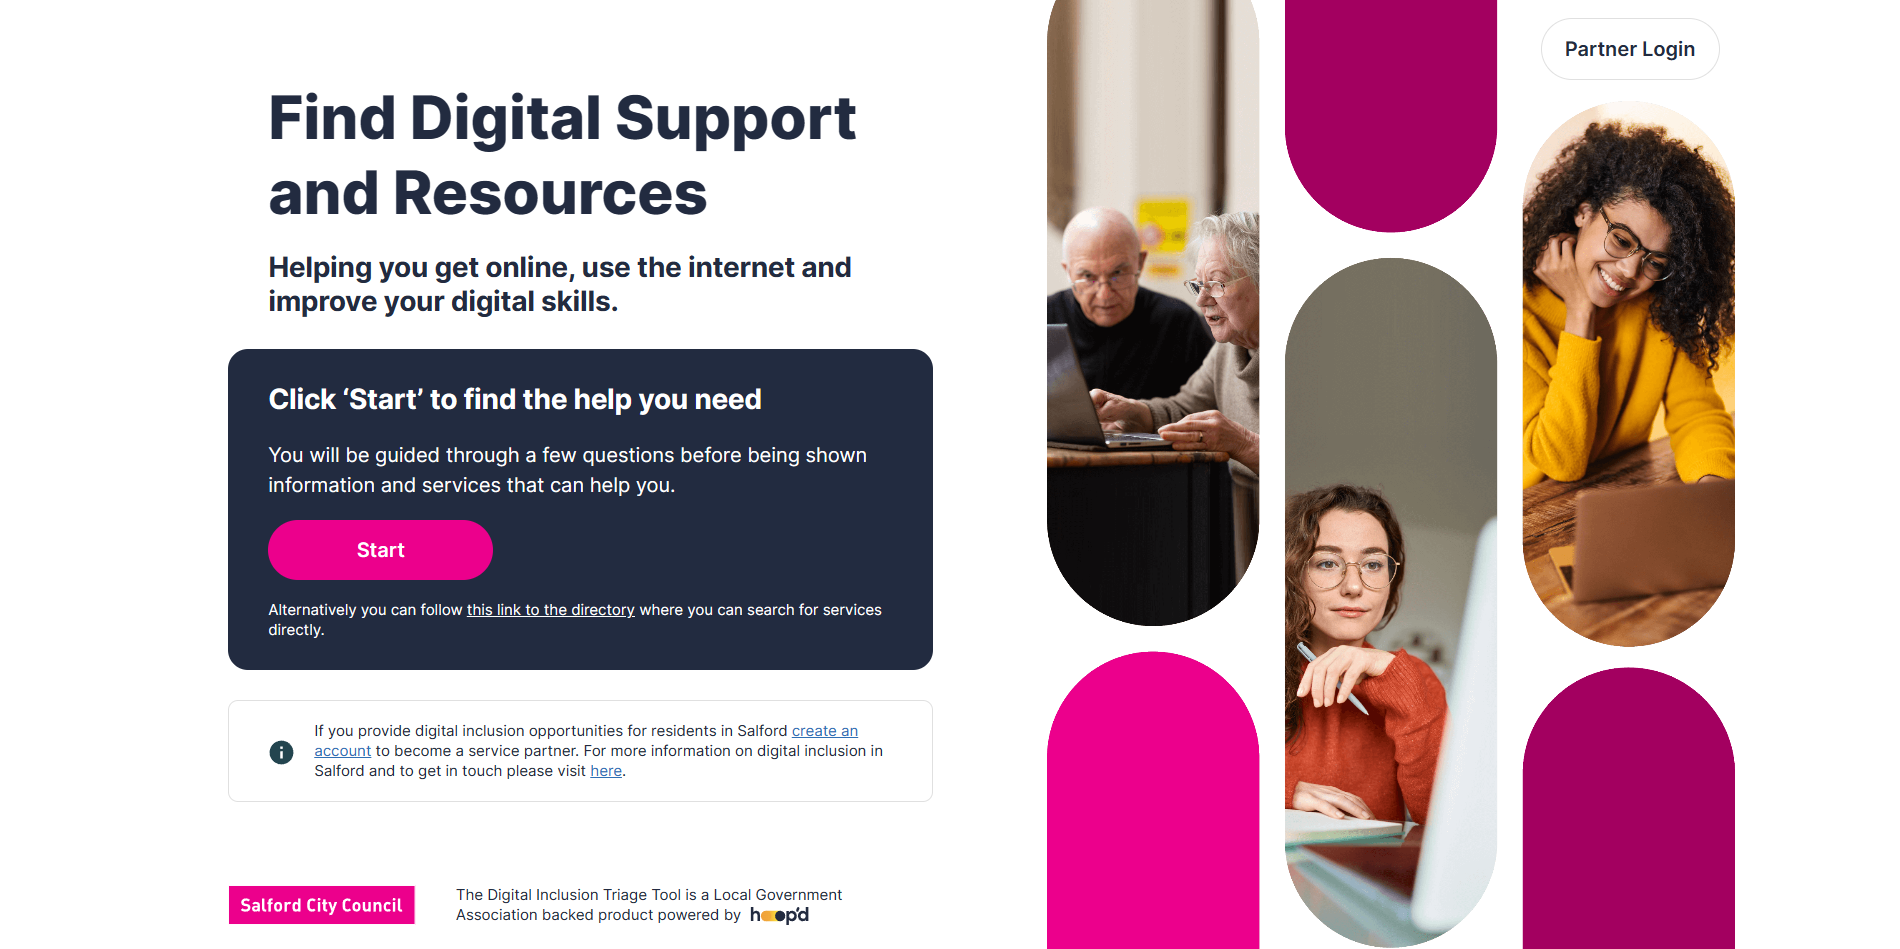 Partner Login
Find Digital Support
and Resources
Helping you get online, use the internet and
improve your digital skills.
Click ‘Start’ to find the help you need
You will be guided through a few questions before being shown
information and services that can help you.
Start
Alternatively you can follow this link to the directory where you can search for services
directly.
If you provide digital inclusion opportunities for residents in Salford create an
account to become a service partner. For more information on digital inclusion in
Salford and to get in touch please visit here.
Salford City Council
The Digital Inclusion Triage Tool is a Local Government
Association backed product powered by hoop'd